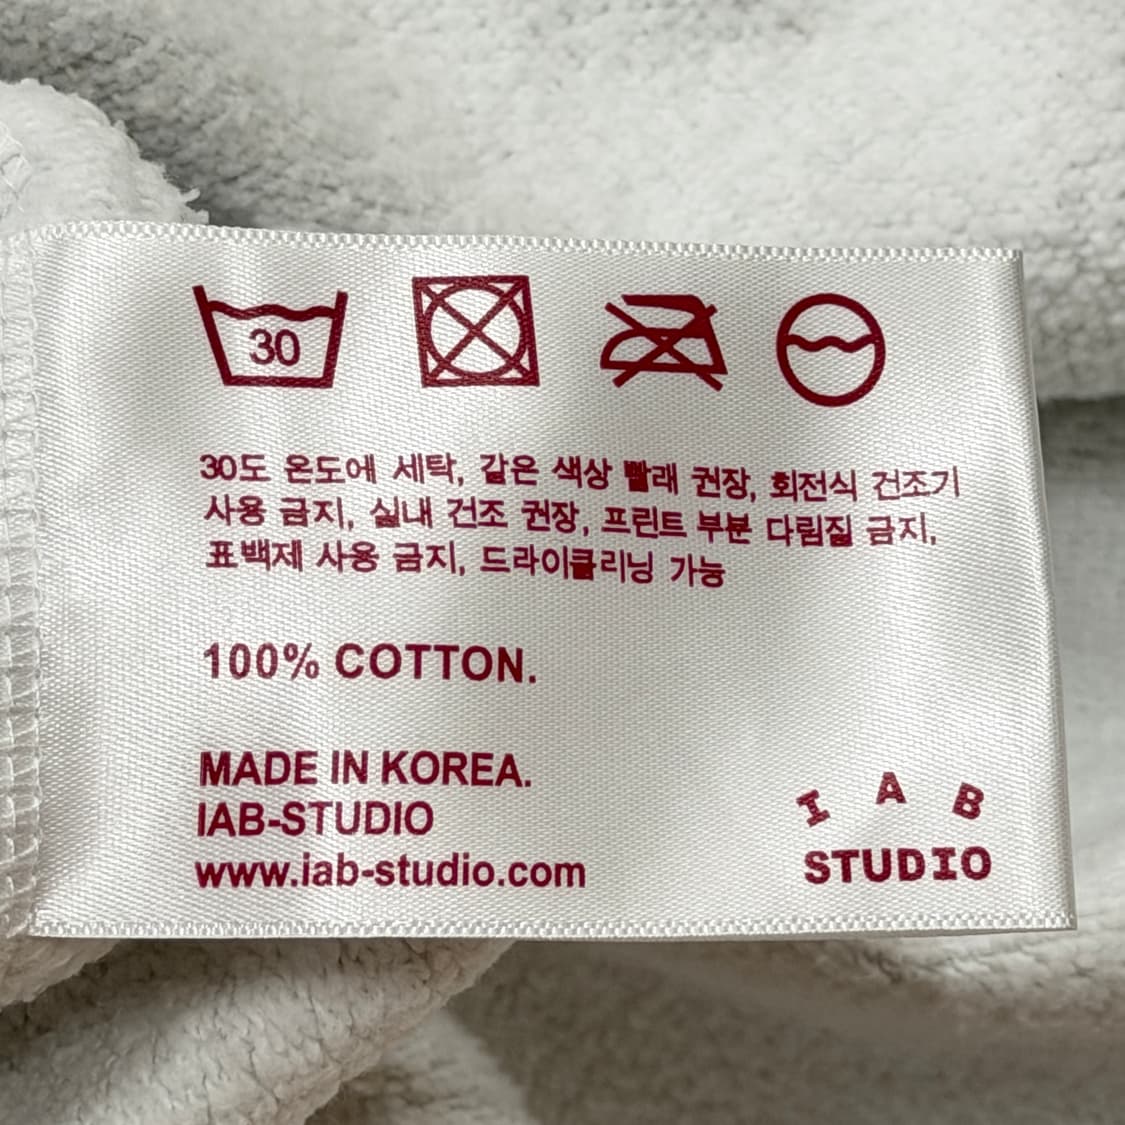 30
30도 온도에 세탁, 같은 색상 빨래 권장, 회전식 건조기
사용 금지, 실내 건조 권장, 프린트 부분 다림질 금지,
표백제 사용 금지, 드라이클리닝 가능
100% COTTON.
MADE IN KOREA.
IAB-STUDIO
www.iab-studio.com
I A B
STUDIO